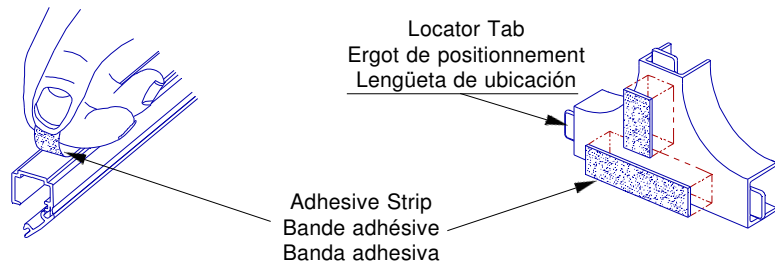 Locator Tab
Ergot de positionnement
Lengüeta de ubicación
Adhesive Strip
Bande adhésive
Banda adhesiva